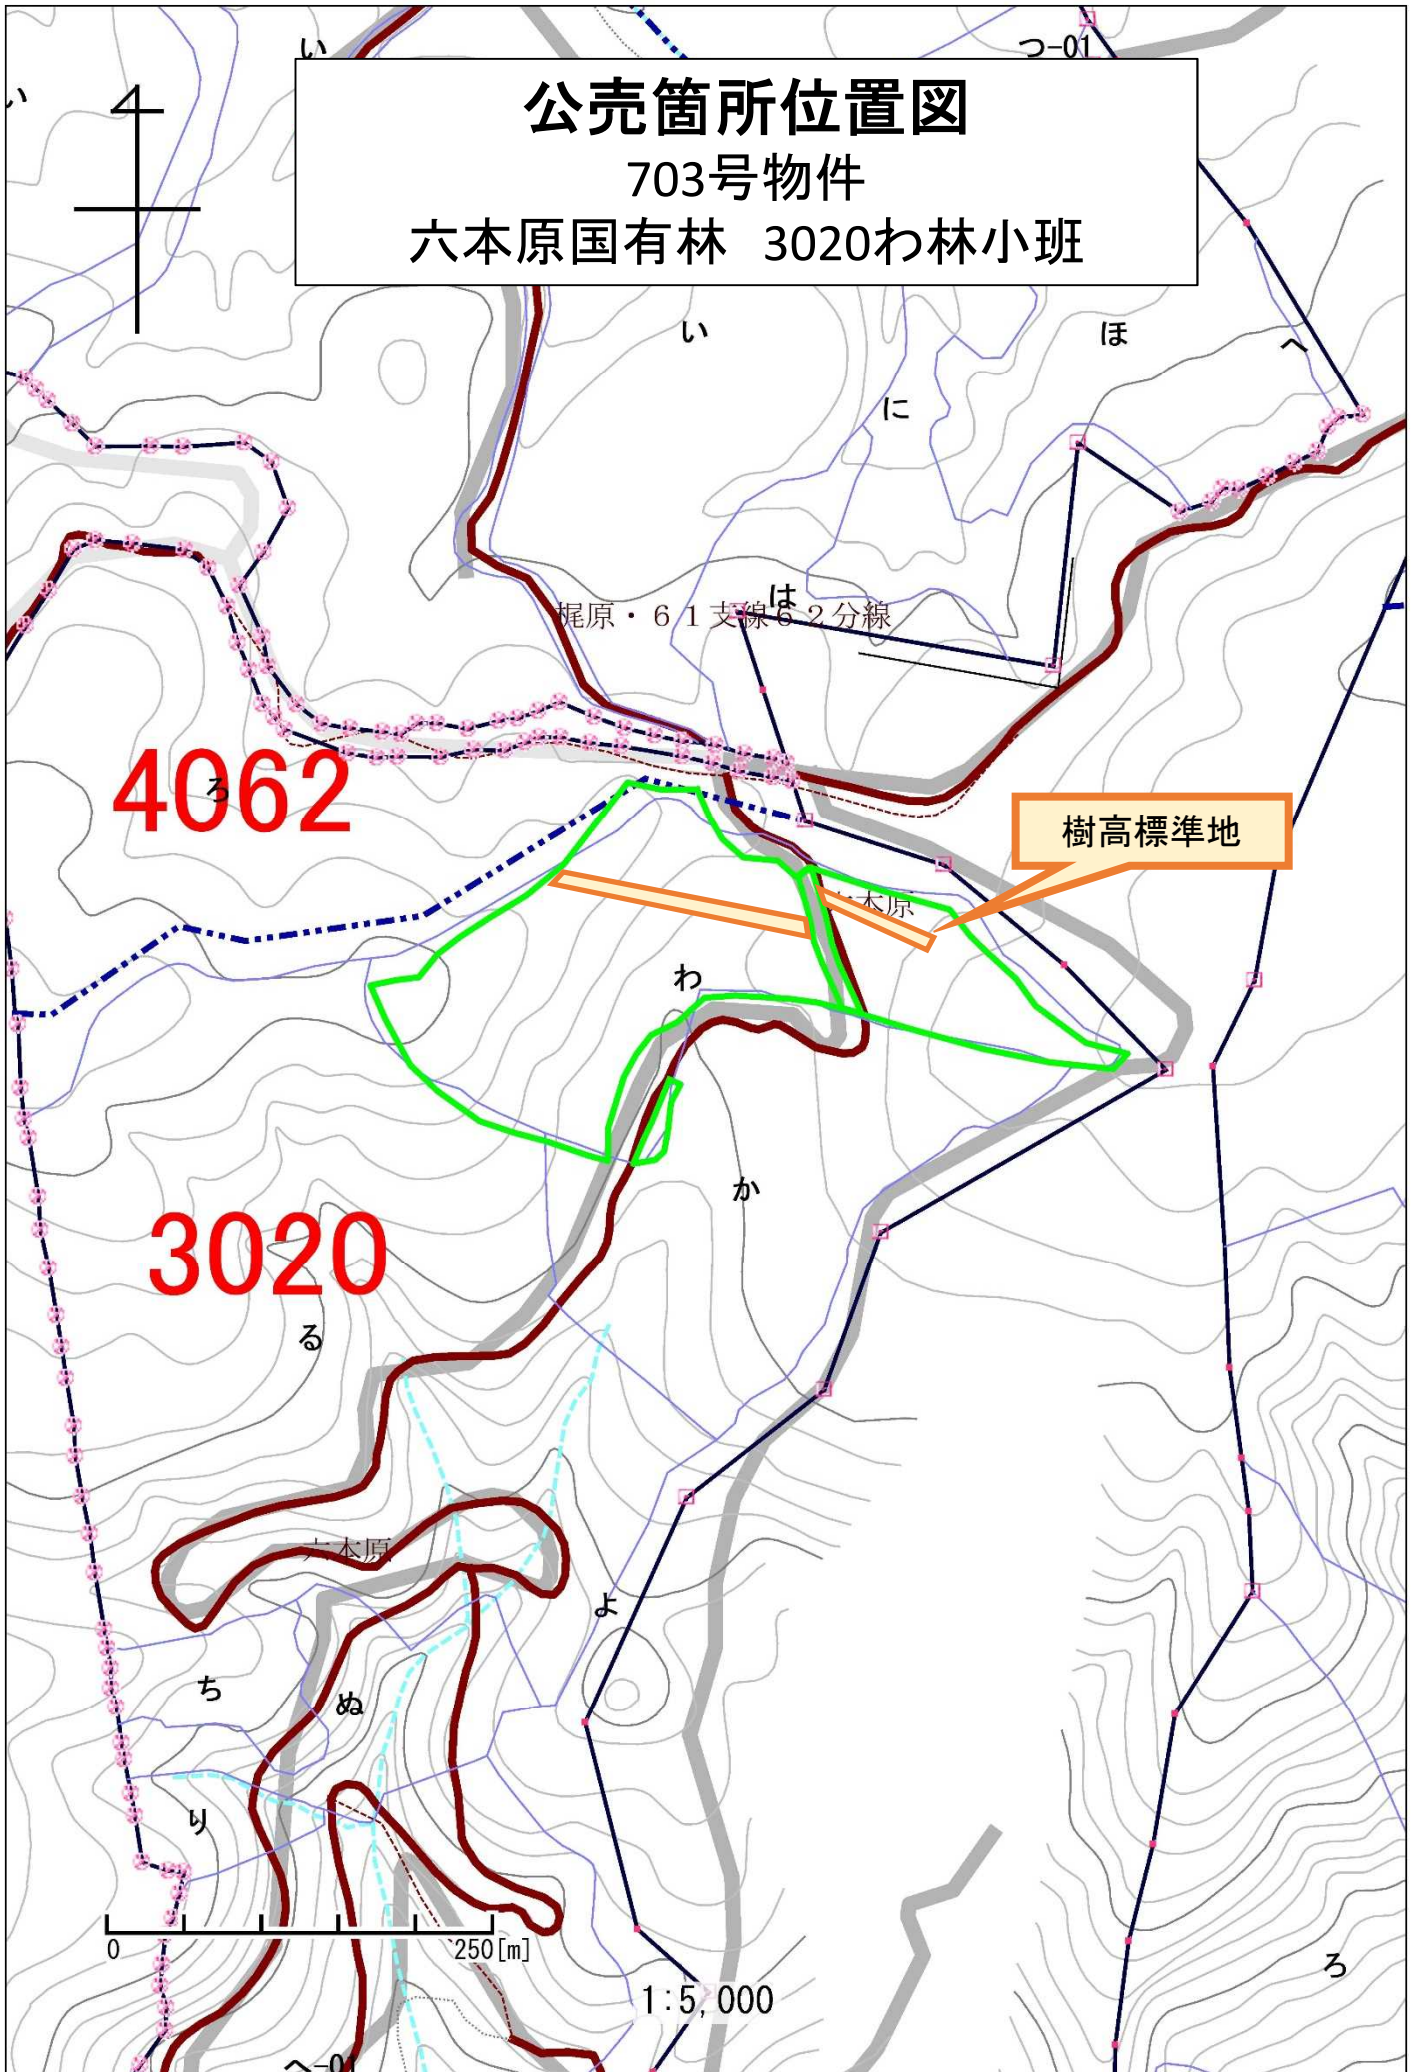 い
つ-01
い
公売箇所位置図
703号物件
六本原国有林 3020わ林小班
い
ほ
へ
に
は
梶原・61支線62分線
4062
ろ
樹高標準地
六本原
わ
か
3020
る
六本原
よ
ち
ぬ
り
0 250[m]
1:5,000
ろ
へ-01